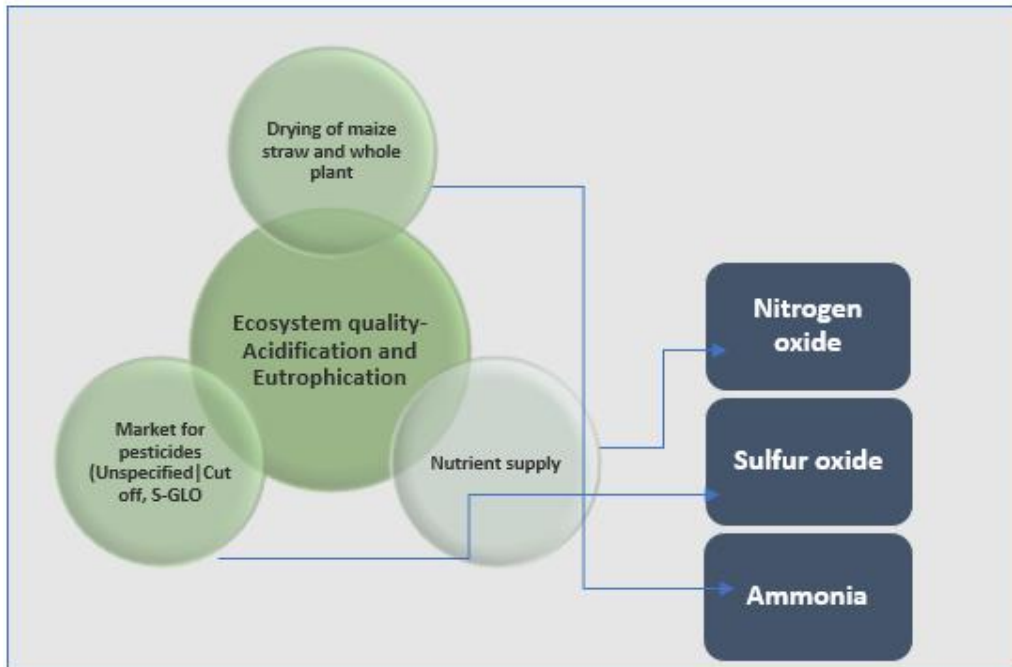 Drying of maize
straw and whole
plant
Ecosystem quality-
Acidification and
Eutrophication
Market for
pesticides
(Unspecified|Cut
off, S-GLO
Nutrient supply
Nitrogen
oxide
Sulfur oxide
Ammonia